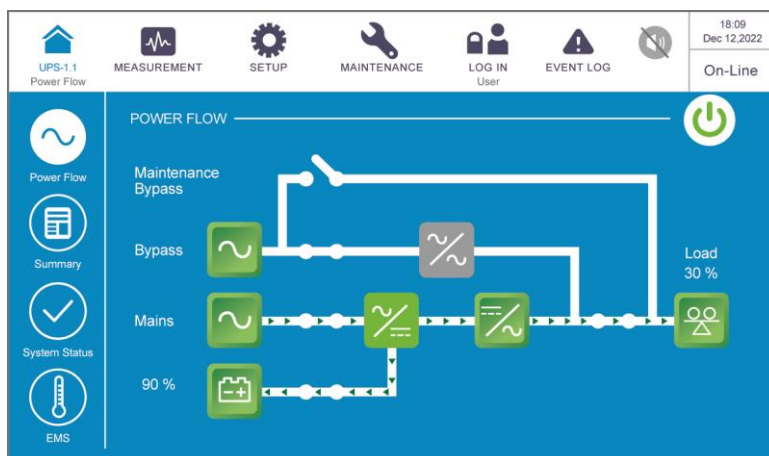 UPS-1.1
Power Flow
MEASUREMENT
SETUP
MAINTENANCE
LOG IN
User
EVENT LOG
18:09
Dec 12,2022
On-Line
Power Flow
Summary
System Status
EMS
POWER FLOW
Maintenance
Bypass
Bypass
Mains
90 %
Load
30 %